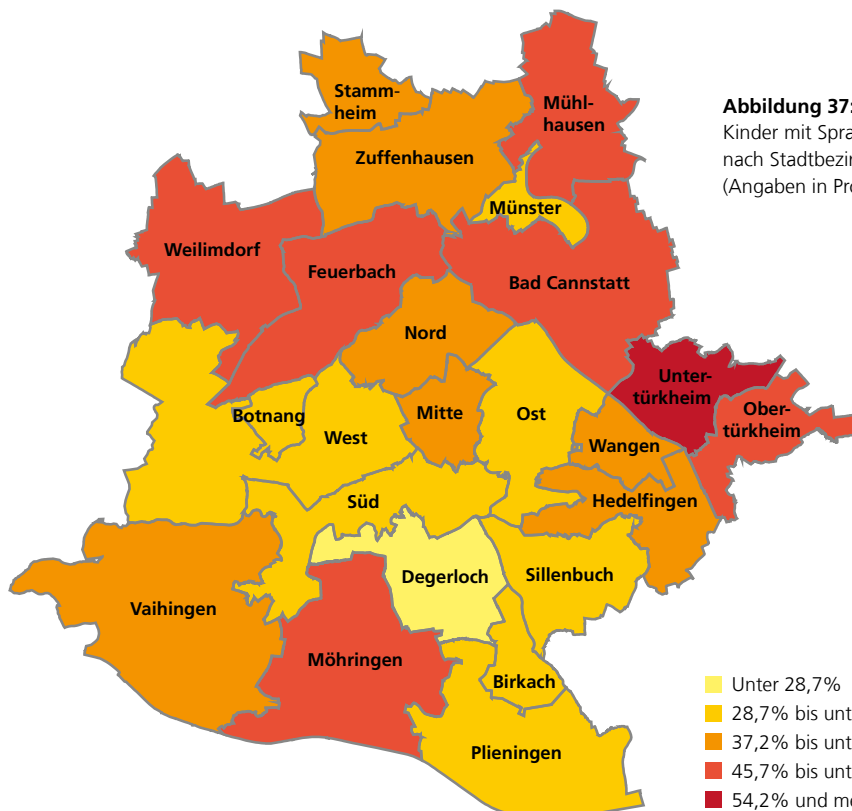 Abbildung 37:
Kinder mit Spra
nach Stadtbezir
(Angaben in Pro
Stamm-
heim
Mühl-
hausen
Zuffenhausen
Münster
Weilimdorf
Feuerbach
Bad Cannstatt
Nord
Unter-
türkheim
Ober-
türkheim
Botnang
West
Mitte
Ost
Wangen
Süd
Hedelfingen
Degerloch
Sillenbuch
Vaihingen
Möhringen
Birkach
Plieningen
Unter 28,7%
28,7% bis unt
37,2% bis unt
45,7% bis unt
54,2% und me